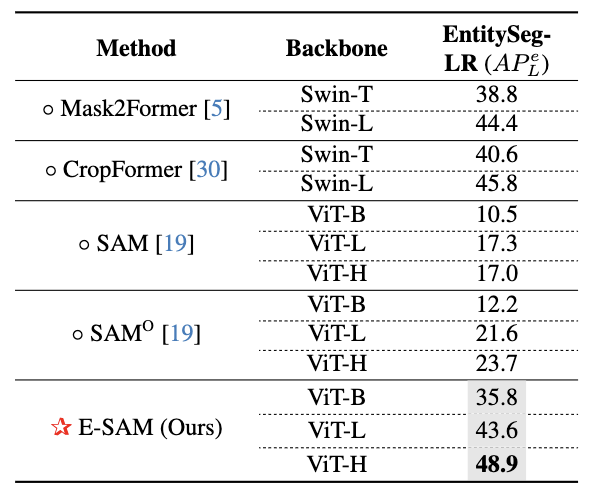 Method Backbone EntitySeg-
LR (AP^e_L)
○ Mask2Former [5] Swin-T 38.8
Swin-L 44.4
○ CropFormer [30] Swin-T 40.6
Swin-L 45.8
○ SAM [19] ViT-B 10.5
ViT-L 17.3
ViT-H 17.0
○ SAM^O [19] ViT-B 12.2
ViT-L 21.6
ViT-H 23.7
☆ E-SAM (Ours) ViT-B 35.8
ViT-L 43.6
ViT-H 48.9